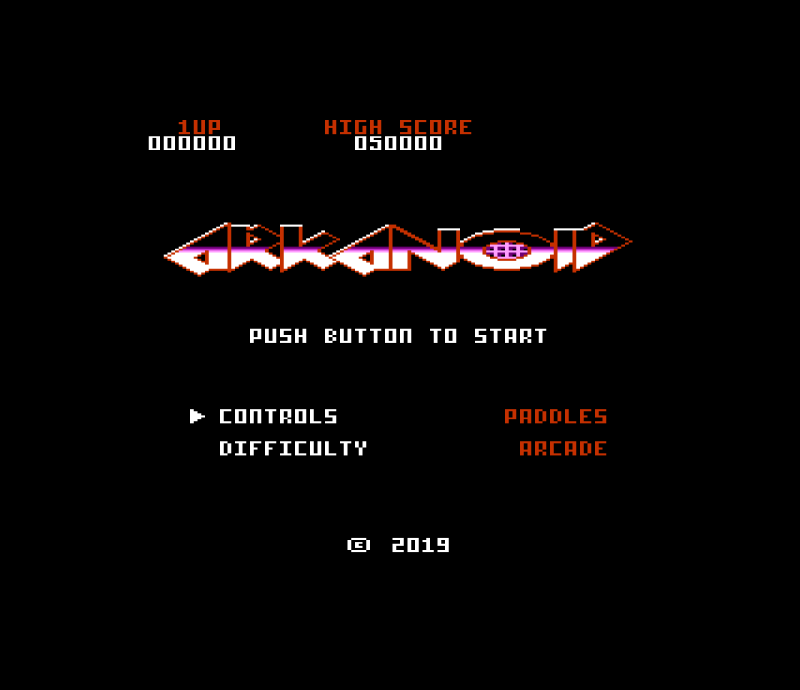 1UP HIGH SCORE
000000 050000
ARKANOID
PUSH BUTTON TO START
CONTROLS PADDLES
DIFFICULTY ARCADE
© 2019